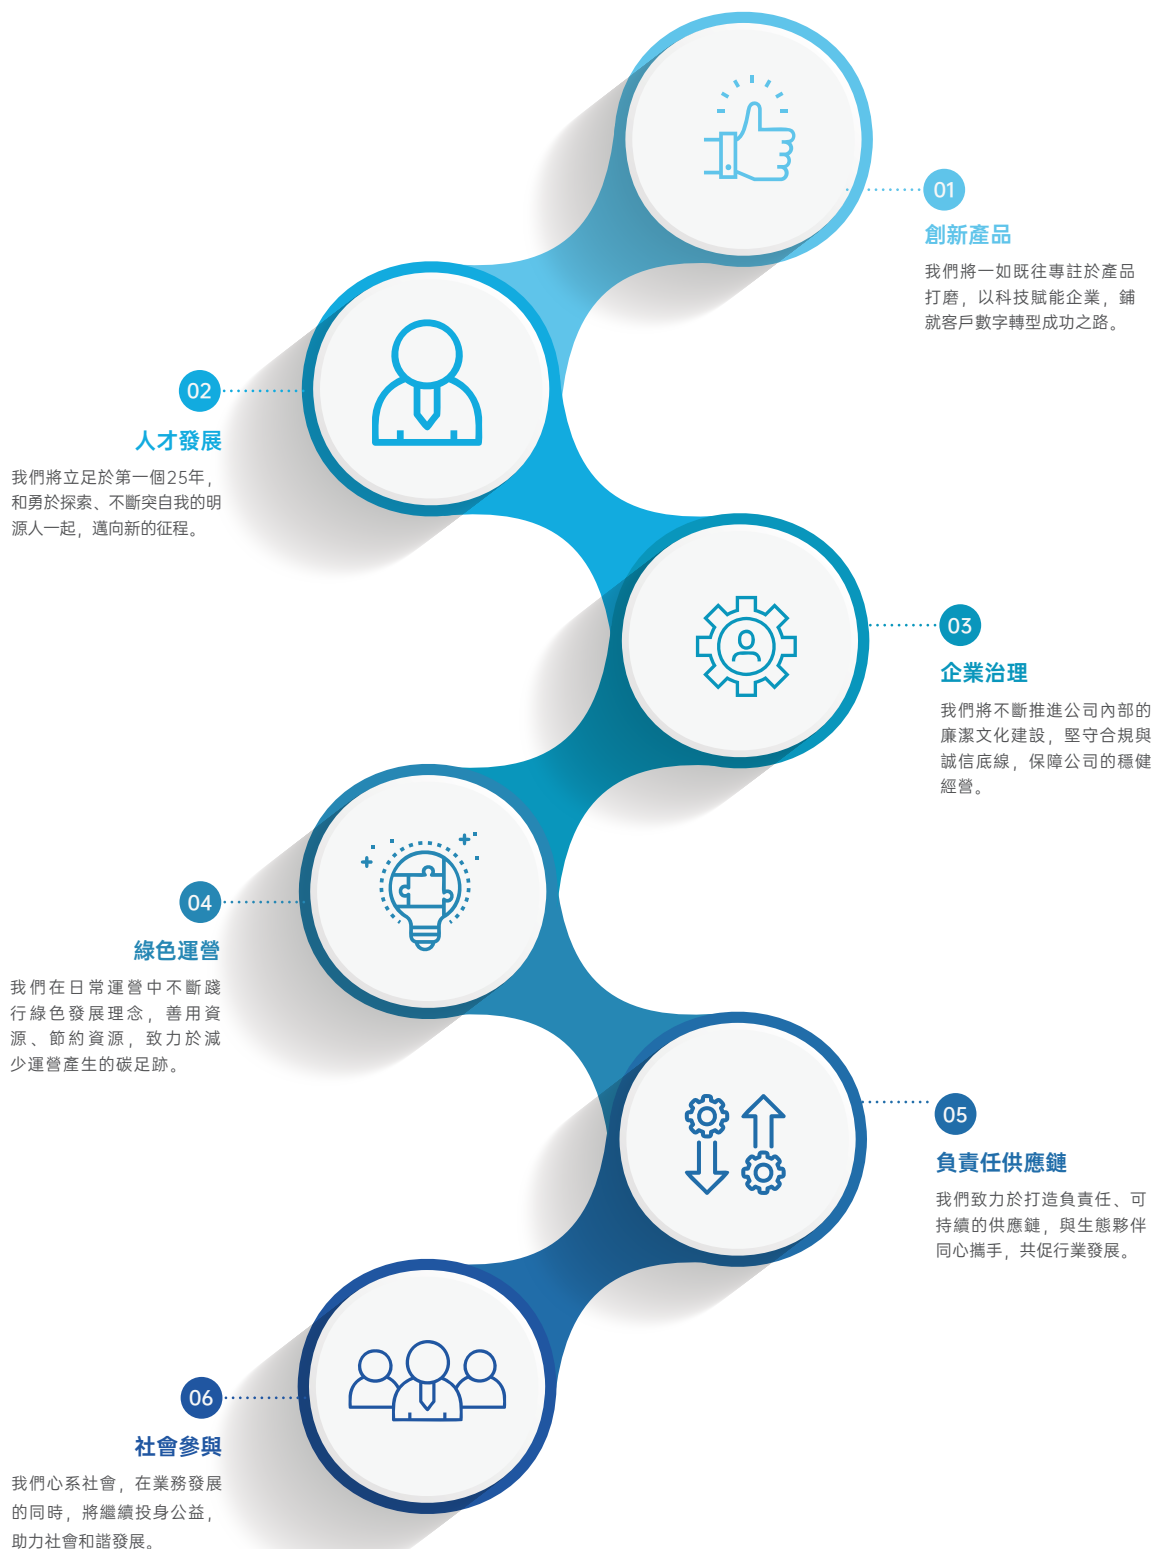 01
創新產品
我們將一如既往專註於產品
打磨，以科技賦能企業，鋪
就客戶數字轉型成功之路。
02
人才發展
我們將立足於第一個25年，
和勇於探索、不斷突自我的明
源人一起，邁向新的征程。
03
企業治理
我們將不斷推進公司內部的
廉潔文化建設，堅守合規與
誠信底線，保障公司的穩健
經營。
04
綠色運營
我們在日常運營中不斷踐
行綠色發展理念，善用資
源、節約資源，致力於減
少運營產生的碳足跡。
05
負責任供應鏈
我們致力於打造負責任、可
持續的供應鏈，與生態夥伴
同心攜手，共促行業發展。
06
社會參與
我們心系社會，在業務發展
的同時，將繼續投身公益，
助力社會和諧發展。